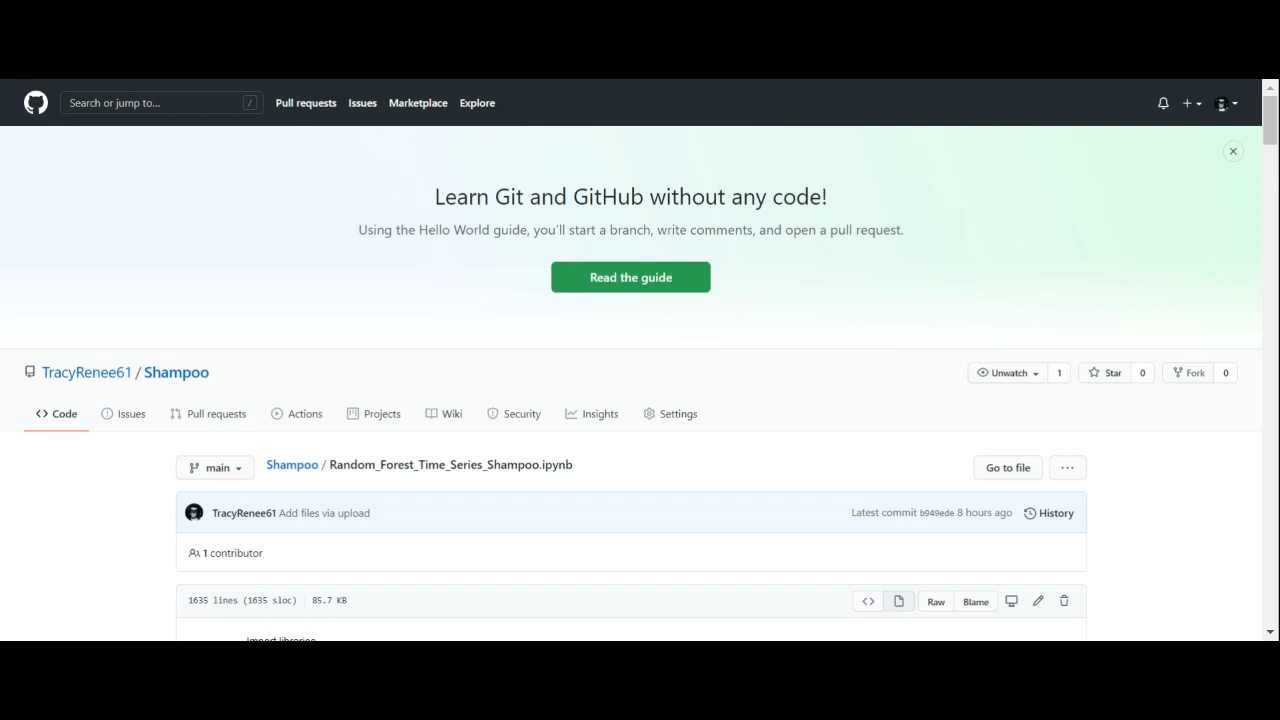 Search or jump to... /
Pull requests Issues Marketplace Explore
Learn Git and GitHub without any code!
Using the Hello World guide, you'll start a branch, write comments, and open a pull request.
Read the guide
TracyRenee61 / Shampoo
Unwatch 1 Star 0 Fork 0
Code Issues Pull requests Actions Projects Wiki Security Insights Settings
main Shampoo / Random_Forest_Time_Series_Shampoo.ipynb Go to file ...
TracyRenee61 Add files via upload Latest commit b949ede 8 hours ago History
1 contributor
1635 lines (1635 sloc) 85.7 KB <> Raw Blame
Import libraries